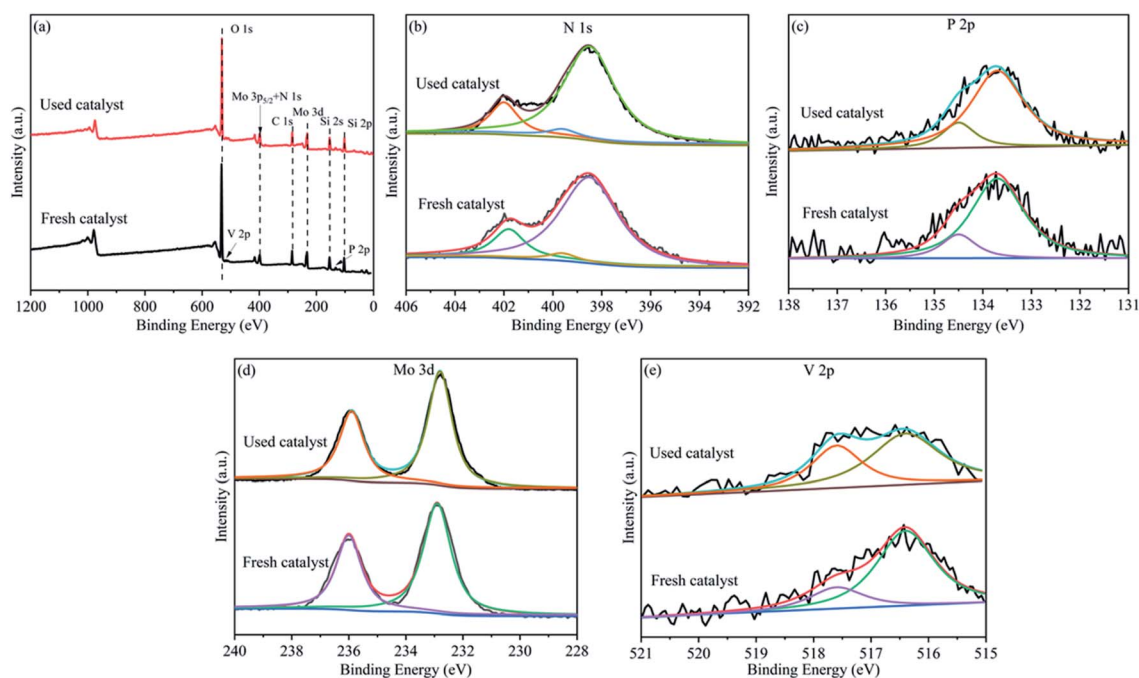 (a)
O 1s
Used catalyst
Mo 3p5/2+N 1s
Mo 3d
C 1s
Si 2s
Si 2p
Fresh catalyst
V 2p
P 2p
Intensity (a.u.)
1200 1000 800 600 400 200 0
Binding Energy (eV)
(b)
N 1s
Used catalyst
Fresh catalyst
Intensity (a.u.)
406 404 402 400 398 396 394 392
Binding Energy (eV)
(c)
P 2p
Used catalyst
Fresh catalyst
Intensity (a.u.)
138 137 136 135 134 133 132 131
Binding Energy (eV)
(d)
Mo 3d
Used catalyst
Fresh catalyst
Intensity (a.u.)
240 238 236 234 232 230 228
Binding Energy (eV)
(e)
V 2p
Used catalyst
Fresh catalyst
Intensity (a.u.)
521 520 519 518 517 516 515
Binding Energy (eV)